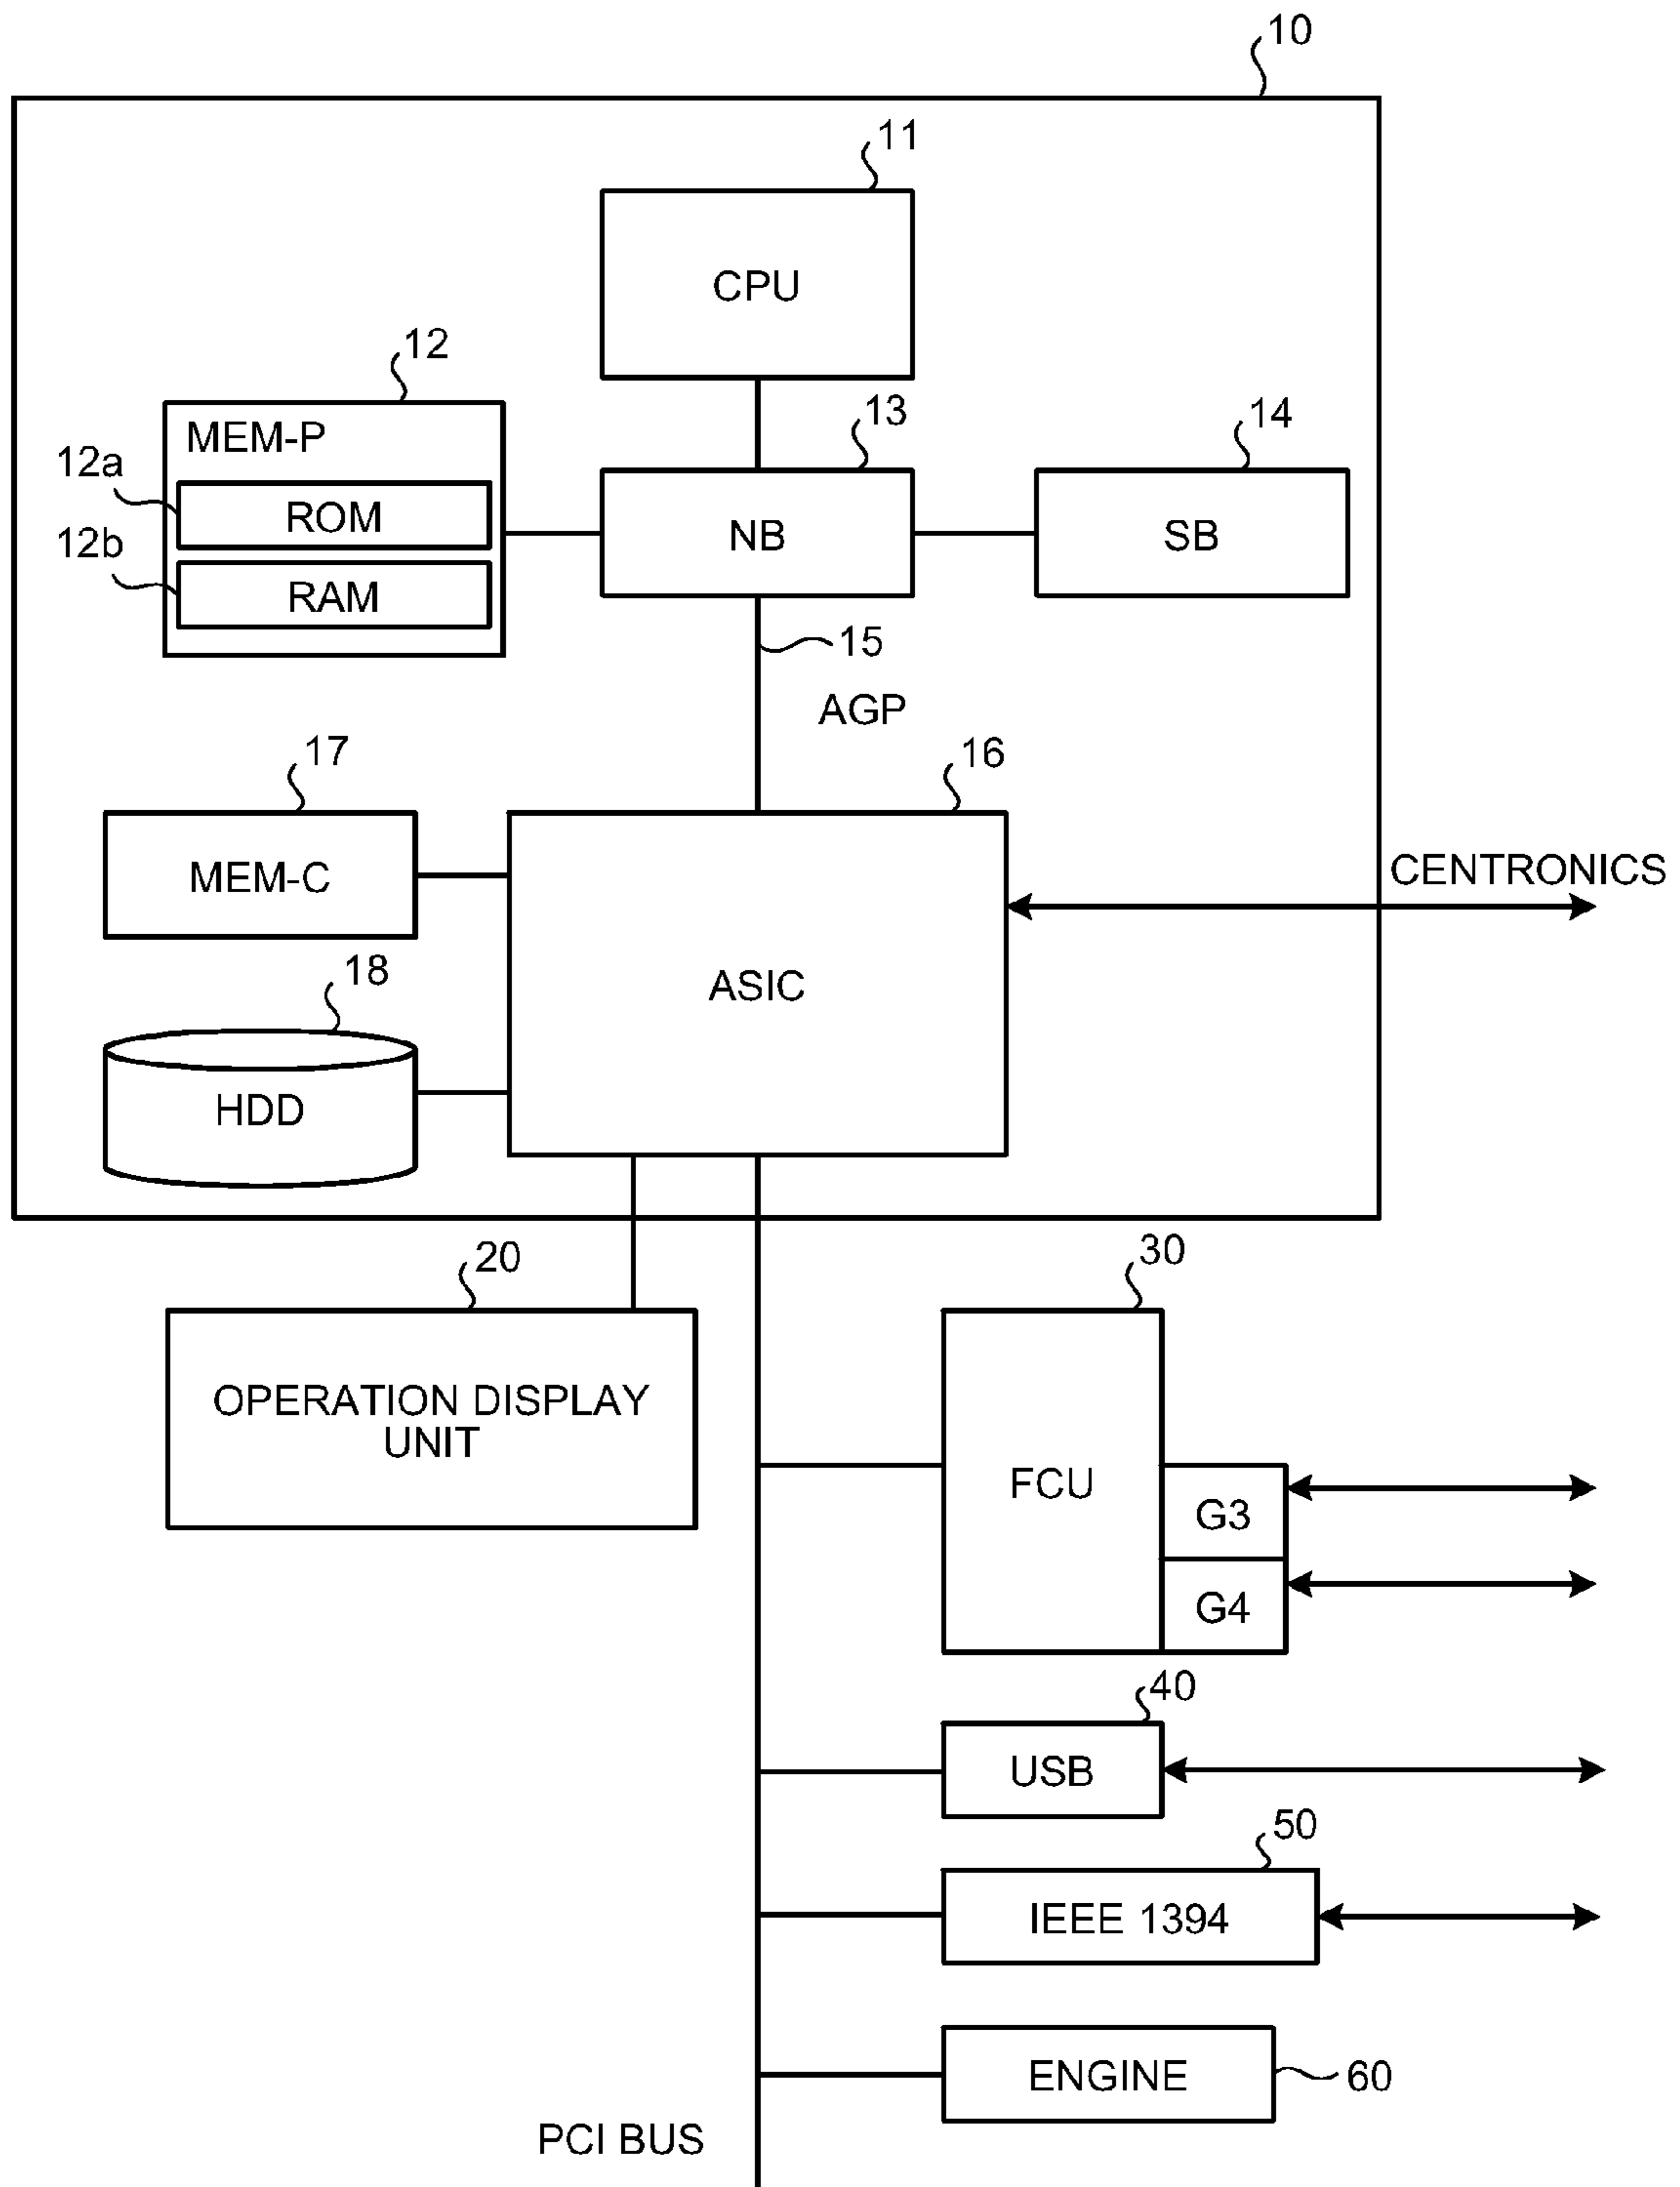 10
11
CPU
12
MEM-P
12a
ROM
12b
RAM
13
NB
14
SB
15
AGP
16
17
MEM-C
CENTRONICS
ASIC
18
HDD
20
OPERATION DISPLAY
UNIT
30
FCU
G3
G4
40
USB
50
IEEE 1394
ENGINE
60
PCI BUS